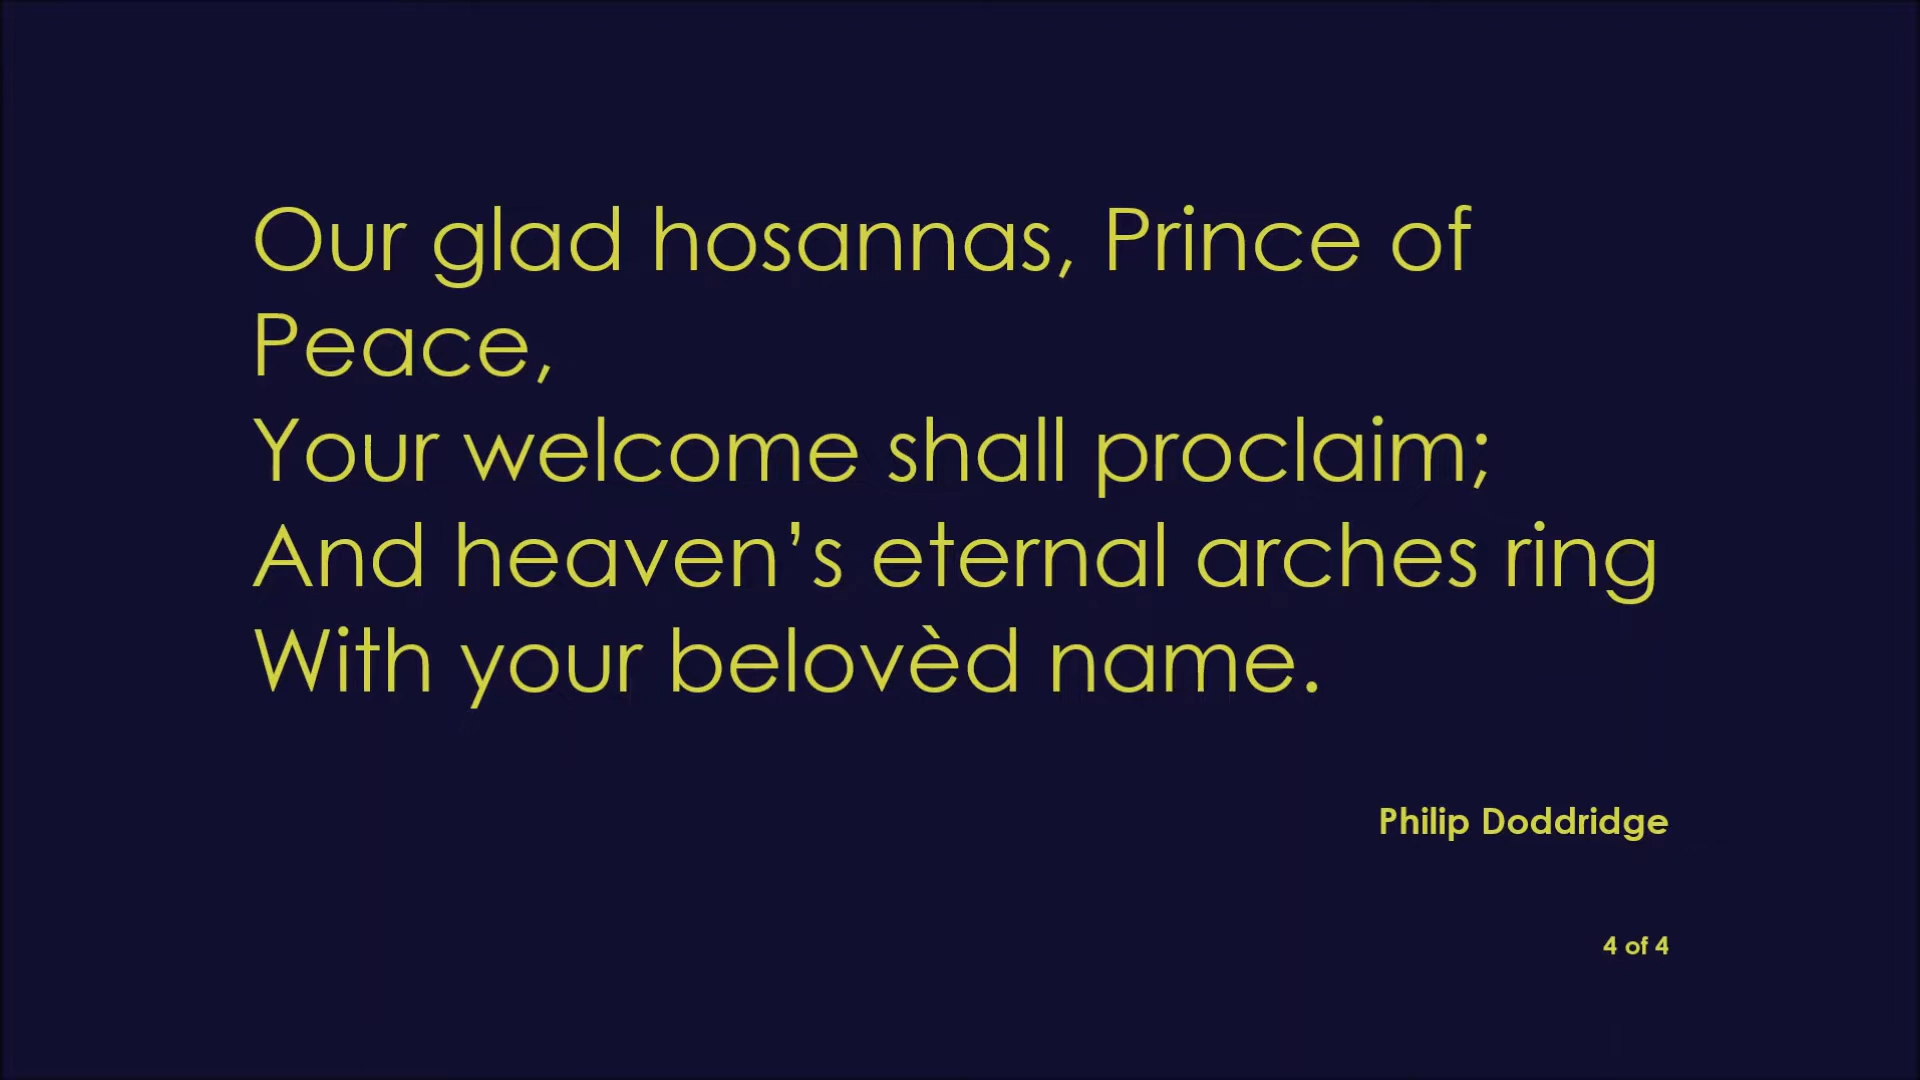 Our glad hosannas, Prince of
Peace,
Your welcome shall proclaim;
And heaven’s eternal arches ring
With your belovèd name.
Philip Doddridge
4 of 4